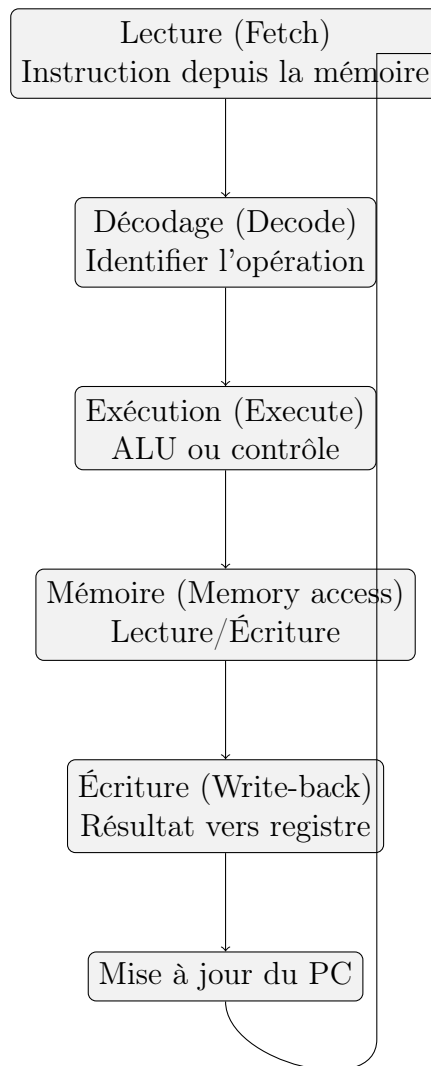 Lecture (Fetch)
Instruction depuis la mémoire
Décodage (Decode)
Identifier l'opération
Exécution (Execute)
ALU ou contrôle
Mémoire (Memory access)
Lecture/Écriture
Écriture (Write-back)
Résultat vers registre
Mise à jour du PC